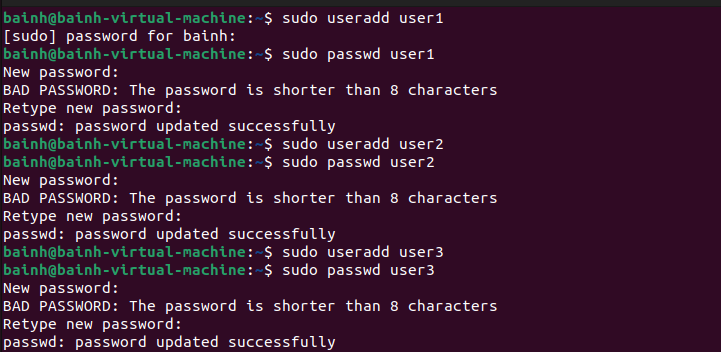 bainh@bainh-virtual-machine:~$ sudo useradd user1
[sudo] password for bainh:
bainh@bainh-virtual-machine:~$ sudo passwd user1
New password:
BAD PASSWORD: The password is shorter than 8 characters
Retype new password:
passwd: password updated successfully
bainh@bainh-virtual-machine:~$ sudo useradd user2
bainh@bainh-virtual-machine:~$ sudo passwd user2
New password:
BAD PASSWORD: The password is shorter than 8 characters
Retype new password:
passwd: password updated successfully
bainh@bainh-virtual-machine:~$ sudo useradd user3
bainh@bainh-virtual-machine:~$ sudo passwd user3
New password:
BAD PASSWORD: The password is shorter than 8 characters
Retype new password:
passwd: password updated successfully